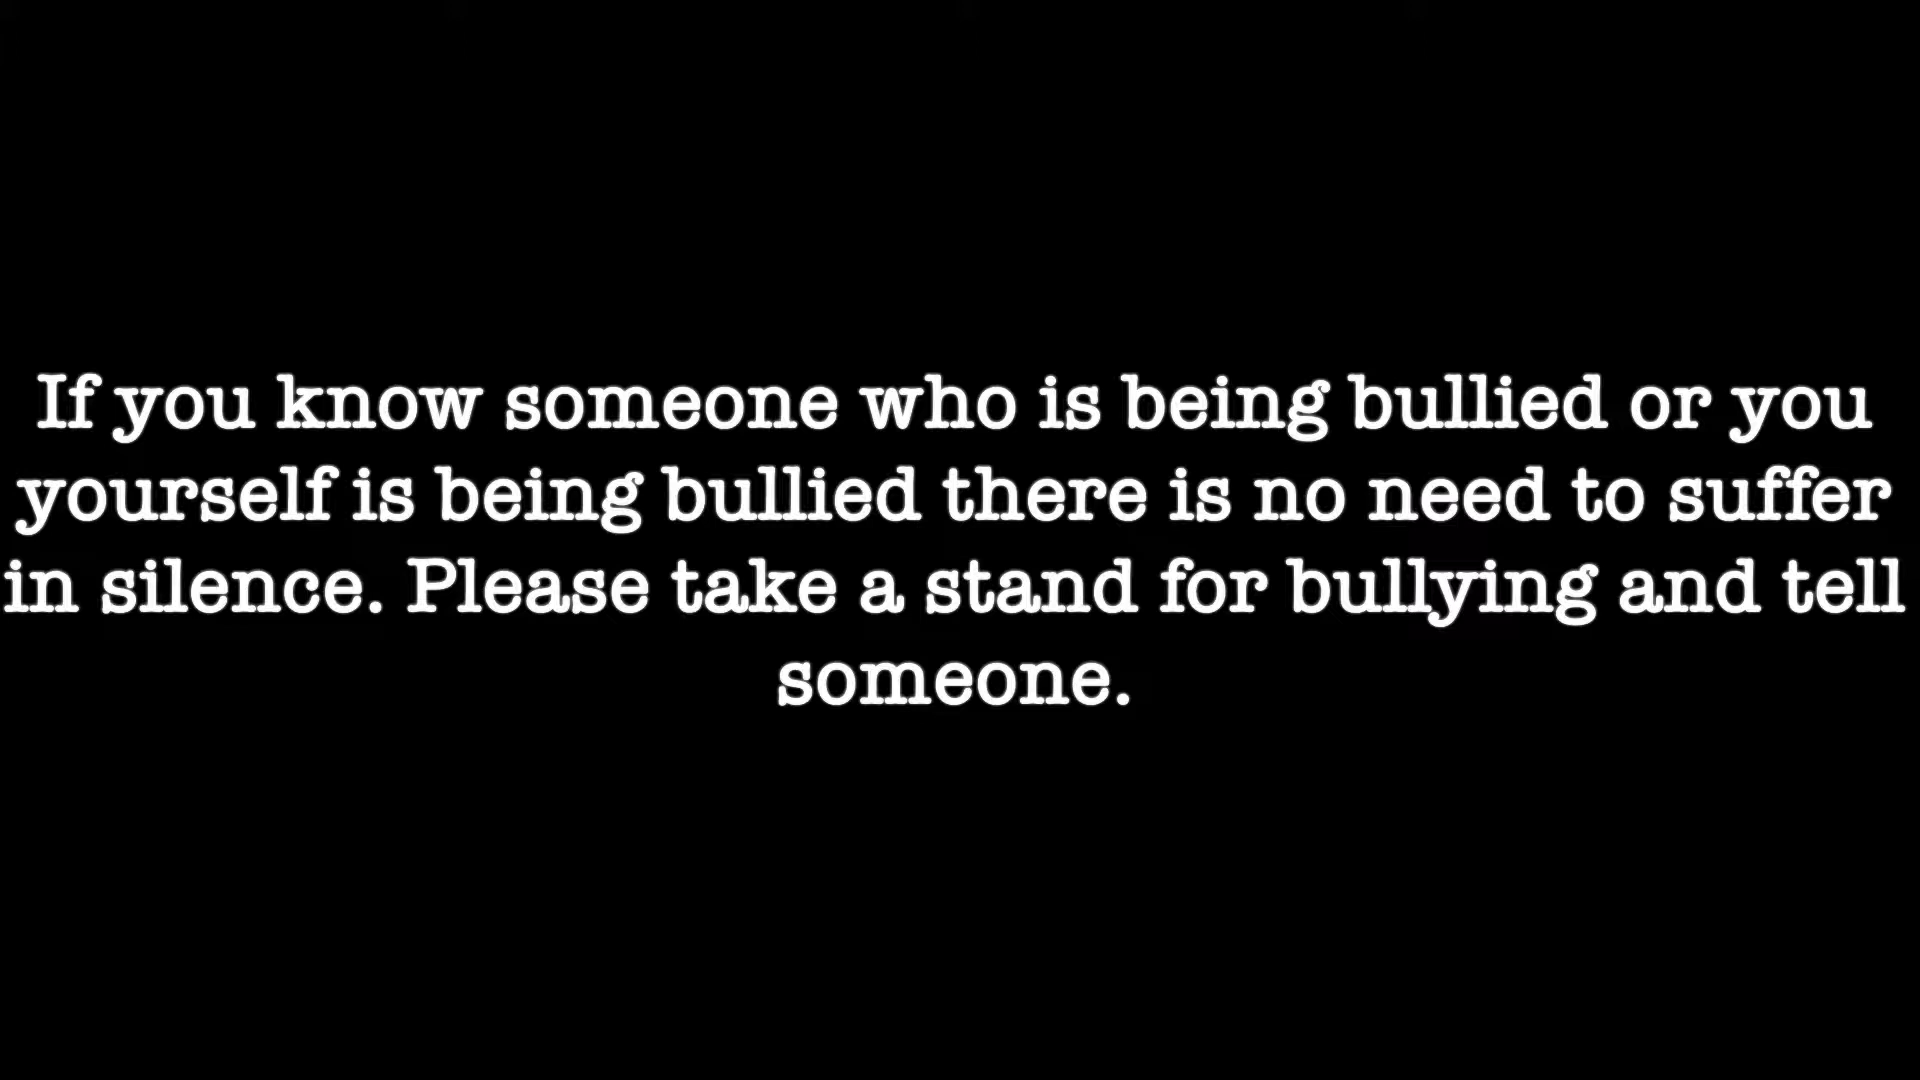 If you know someone who is being bullied or you
yourself is being bullied there is no need to suffer
in silence. Please take a stand for bullying and tell
someone.